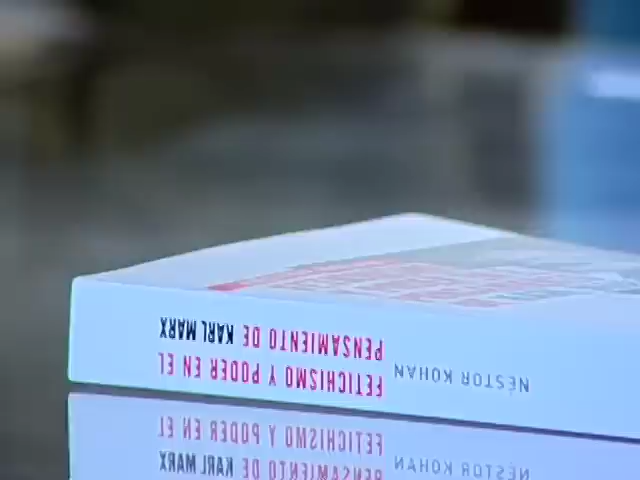 NÉSTOR KOHAN
FETICHISMO Y PODER EN EL
PENSAMIENTO DE KARL MARX